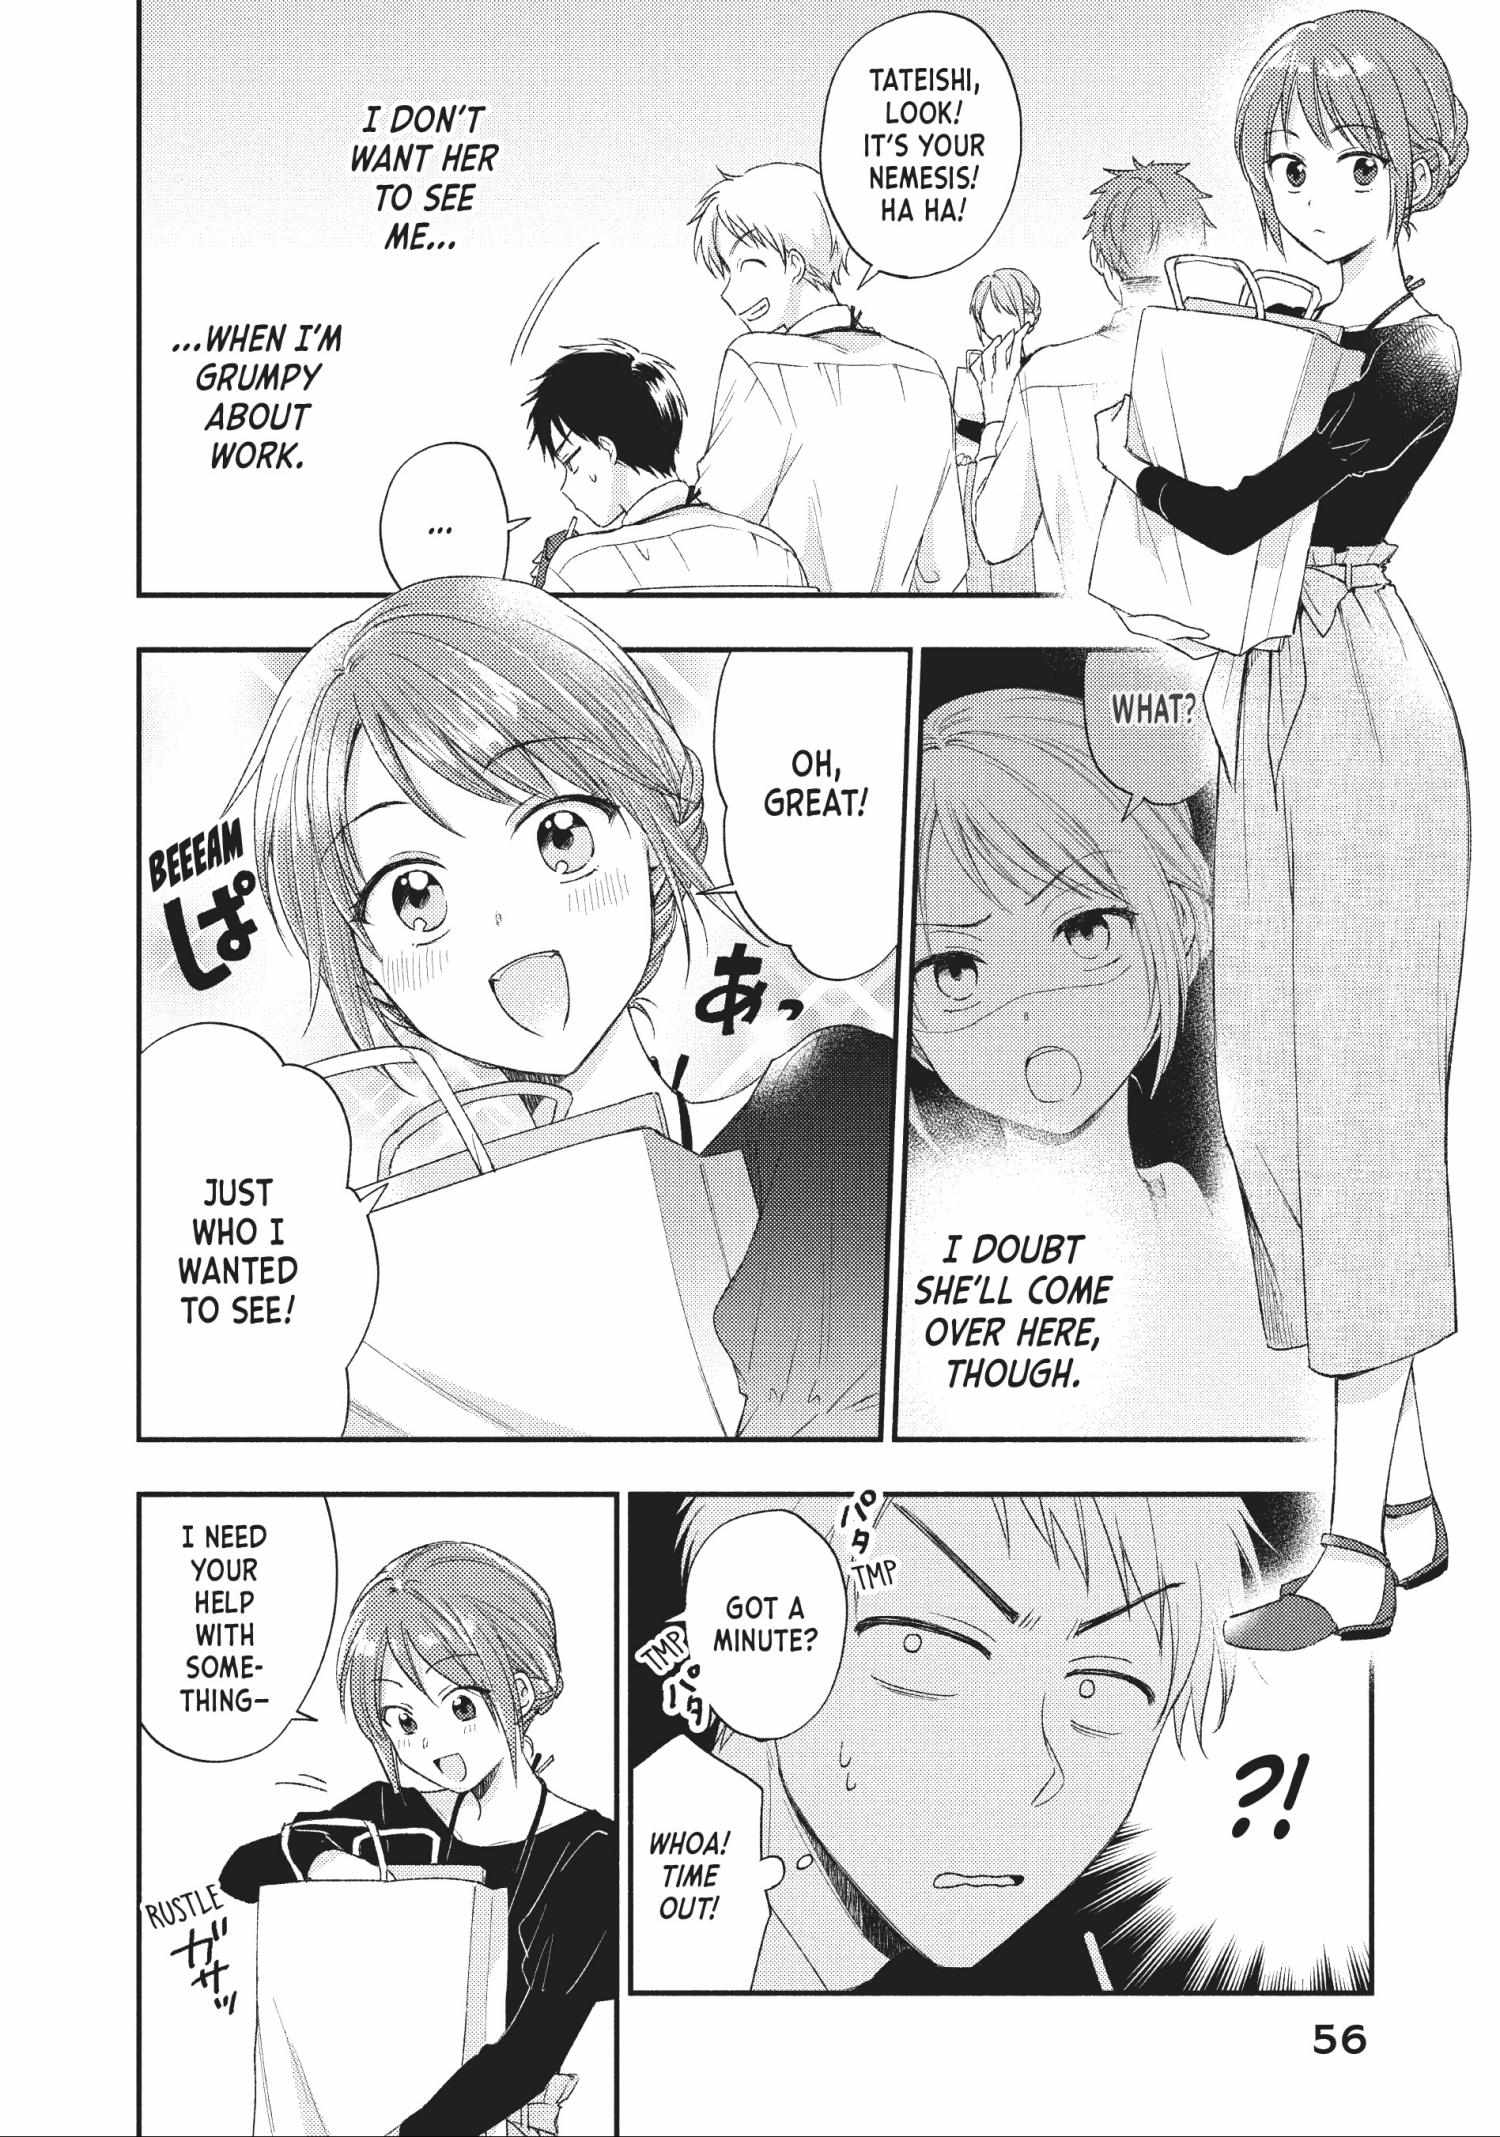 TATEISHI,
LOOK!
IT'S YOUR
NEMESIS!
HA HA!
I DON'T
WANT HER
TO SEE
ME...
...WHEN I'M
GRUMPY
ABOUT
WORK.
...
WHAT?
I DOUBT
SHE'LL COME
OVER HERE,
THOUGH.
OH,
GREAT!
あっ
BEEEAM
ぱ
JUST
WHO I
WANTED
TO SEE!
パタ
TMP
GOT A
MINUTE?
TMP
パタ
?!
WHOA!
TIME
OUT!
I NEED
YOUR
HELP
WITH
SOME-
THING–
RUSTLE
ガサッ
56